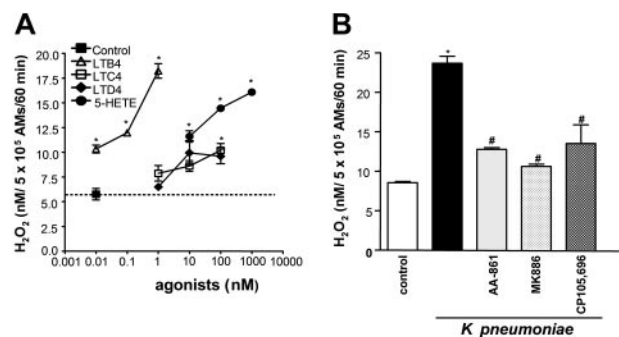 A
Control
LTB4
LTC4
LTD4
5-HETE
H₂O₂ (nM/ 5 x 10⁵ AMs/60 min)
20.0
17.5
15.0
12.5
10.0
7.5
5.0
2.5
0.0
* * * * * * *
0.001 0.01 0.1 1 10 100 1000 10000
agonists (nM)
B
H₂O₂ (nM/ 5 x 10⁵ AMs/60 min)
25
20
15
10
5
0
*
# # #
control
AA-861
MK886
CP105,696
K pneumoniae